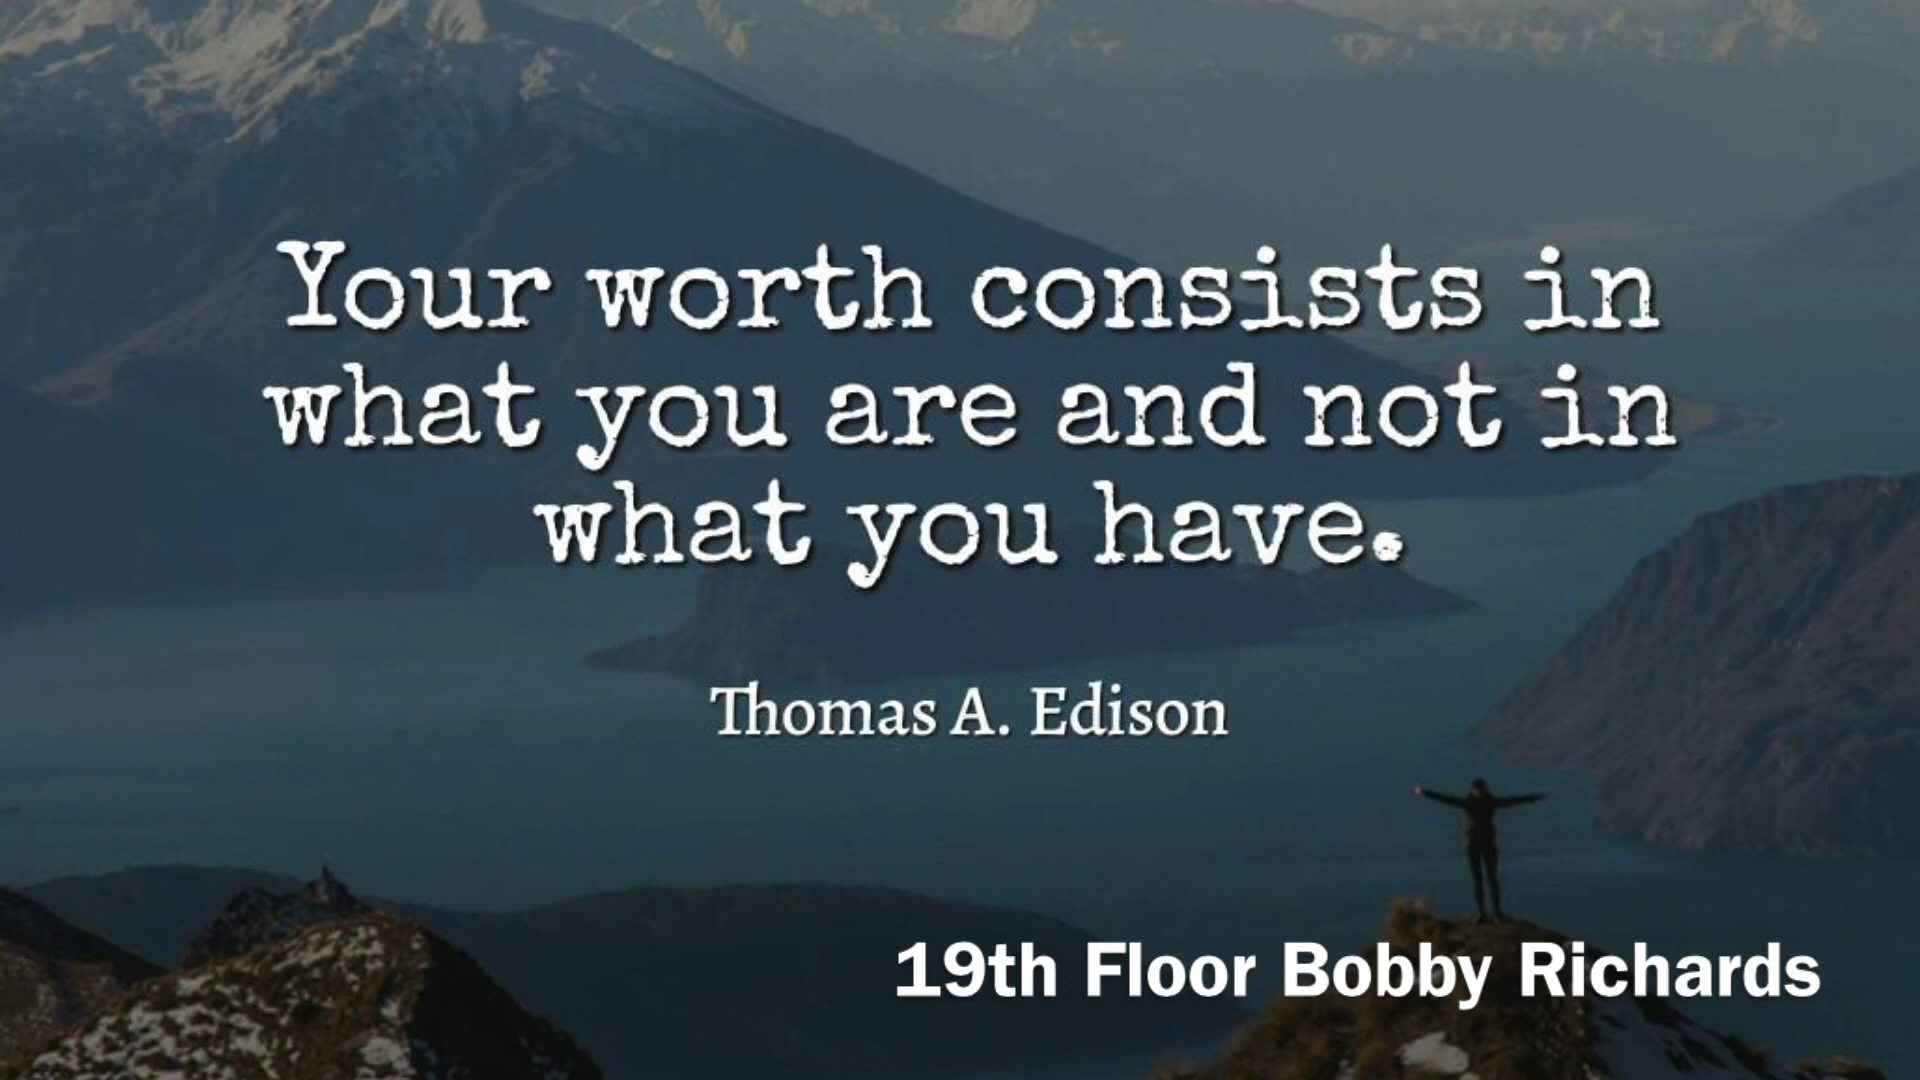 Your worth consists in
what you are and not in
what you have.
Thomas A. Edison
19th Floor Bobby Richards